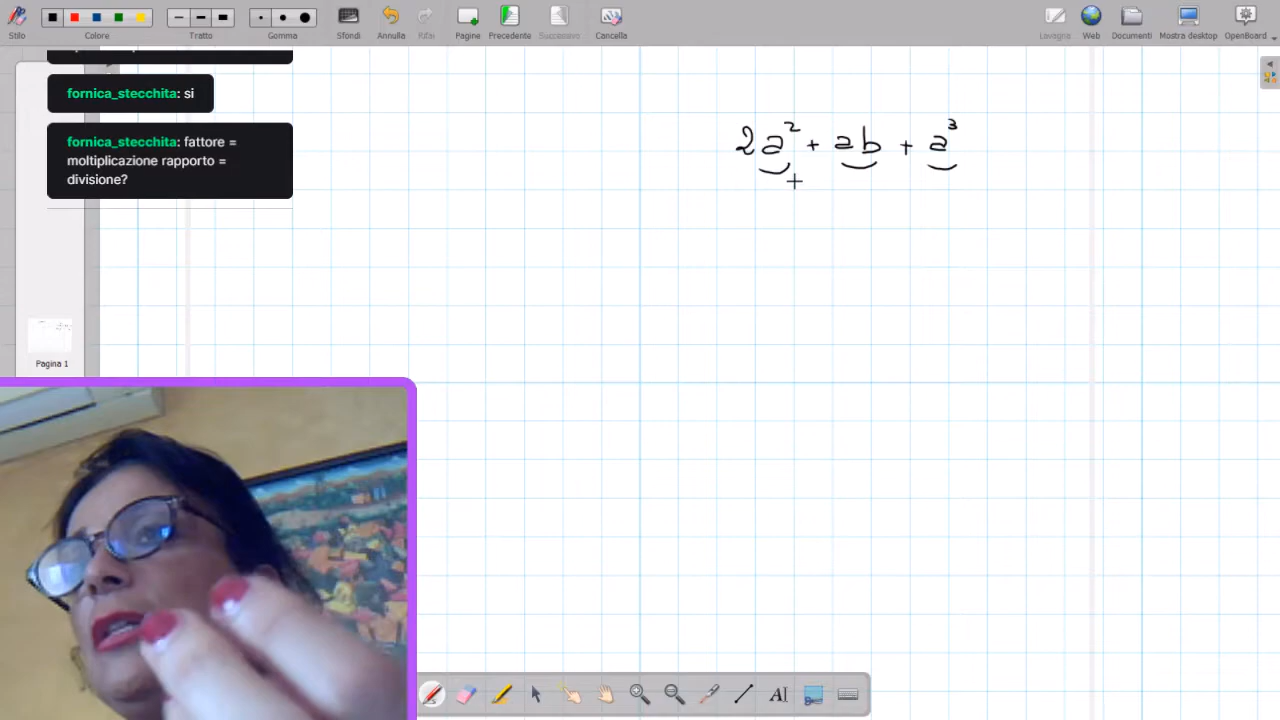 Stilo
Colore
Tratto
Gomma
Sfondi
Annulla
Rifai
Pagine
Precedente
Successivo
Cancella
Lavagna
Web
Documenti
Mostra desktop
OpenBoard
fornica_stecchita: si
fornica_stecchita: fattore =
moltiplicazione rapporto =
divisione?
2a² + ab + a³
+
Pagina 1
AI